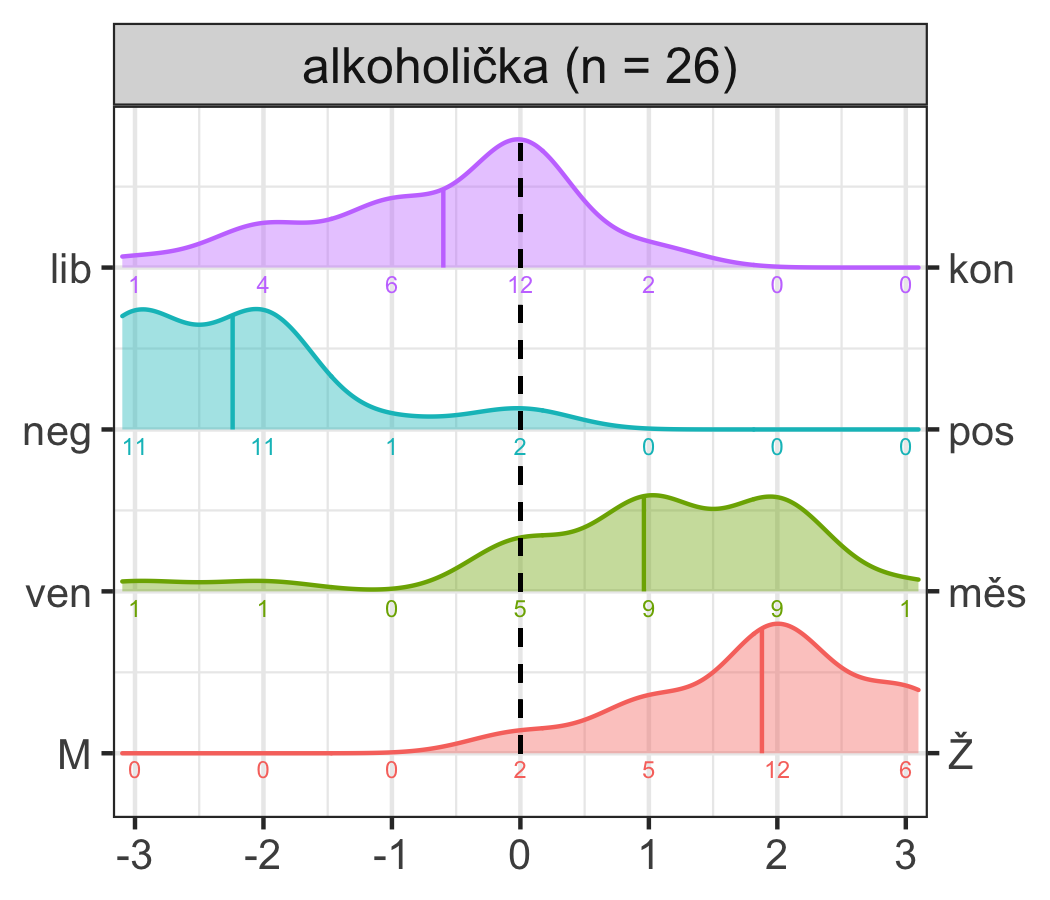 alkoholička (n = 26)
lib kon
1 4 6 12 2 0 0
neg pos
11 11 1 2 0 0 0
ven měs
1 1 0 5 9 9 1
M Ž
0 0 0 2 5 12 6
-3 -2 -1 0 1 2 3